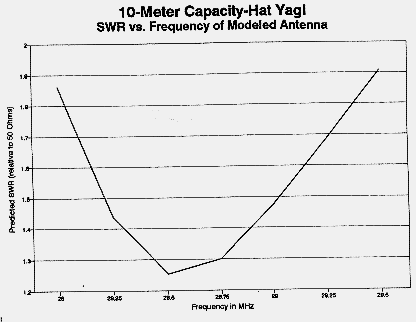 10-Meter Capacity-Hat Yagi
SWR vs. Frequency of Modeled Antenna
2
1.9
1.8
1.7
1.6
1.5
1.4
1.3
1.2
Predicted SWR (relative to 50 Ohms)
28 28.25 28.5 28.75 29 29.25 29.5
Frequency in MHz